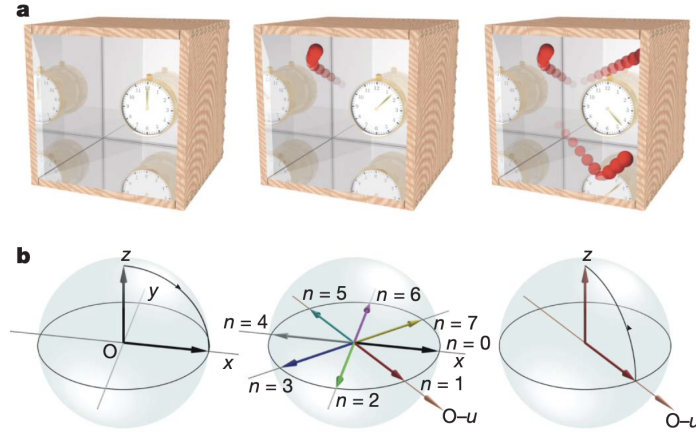 a
b
z
y
O
x
n = 5
n = 6
n = 4
n = 7
n = 0
x
n = 3
n = 2
n = 1
O–u
z
O–u